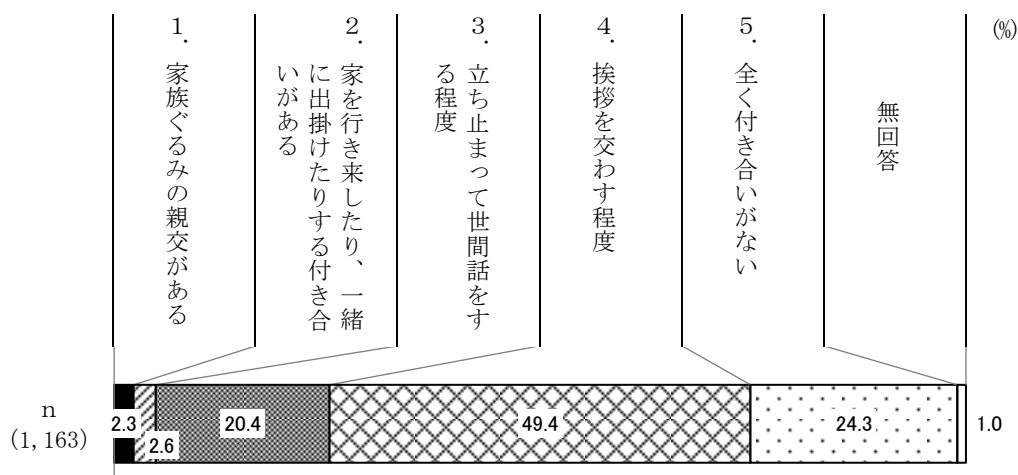 (%)
1．家族ぐるみの親交がある
2．家を行き来したり、一緒
に出掛けたりする付き合
いがある
3．立ち止まって世間話をす
る程度
4．挨拶を交わす程度
5．全く付き合いがない
無回答
n
(1,163)
2.3
2.6
20.4
49.4
24.3
1.0